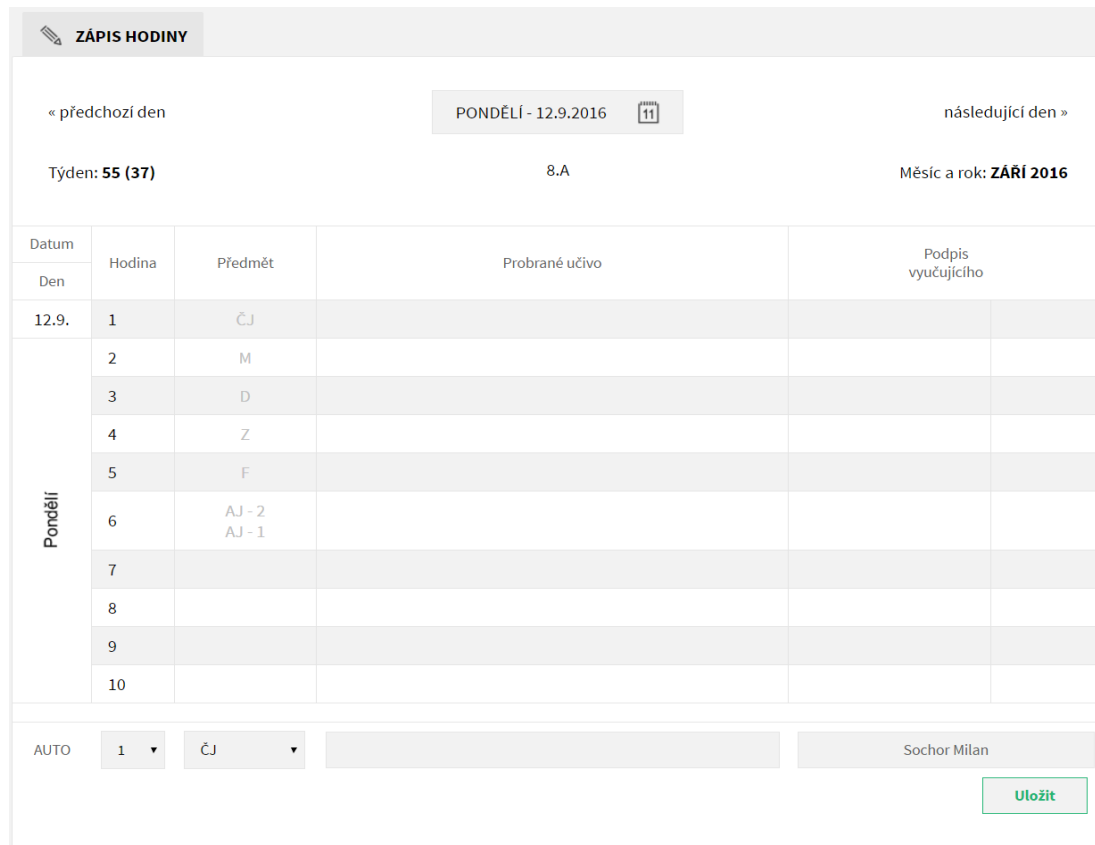 ZÁPIS HODINY
« předchozí den
PONDĚLÍ - 12.9.2016
11
následující den »
Týden: 55 (37)
8.A
Měsíc a rok: ZÁŘÍ 2016
Datum
Den
Hodina
Předmět
Probrané učivo
Podpis
vyučujícího
12.9.
1 ČJ
2 M
3 D
4 Z
5 F
Pondělí
6
AJ - 2
AJ - 1
7
8
9
10
AUTO 1 ČJ Sochor Milan
Uložit